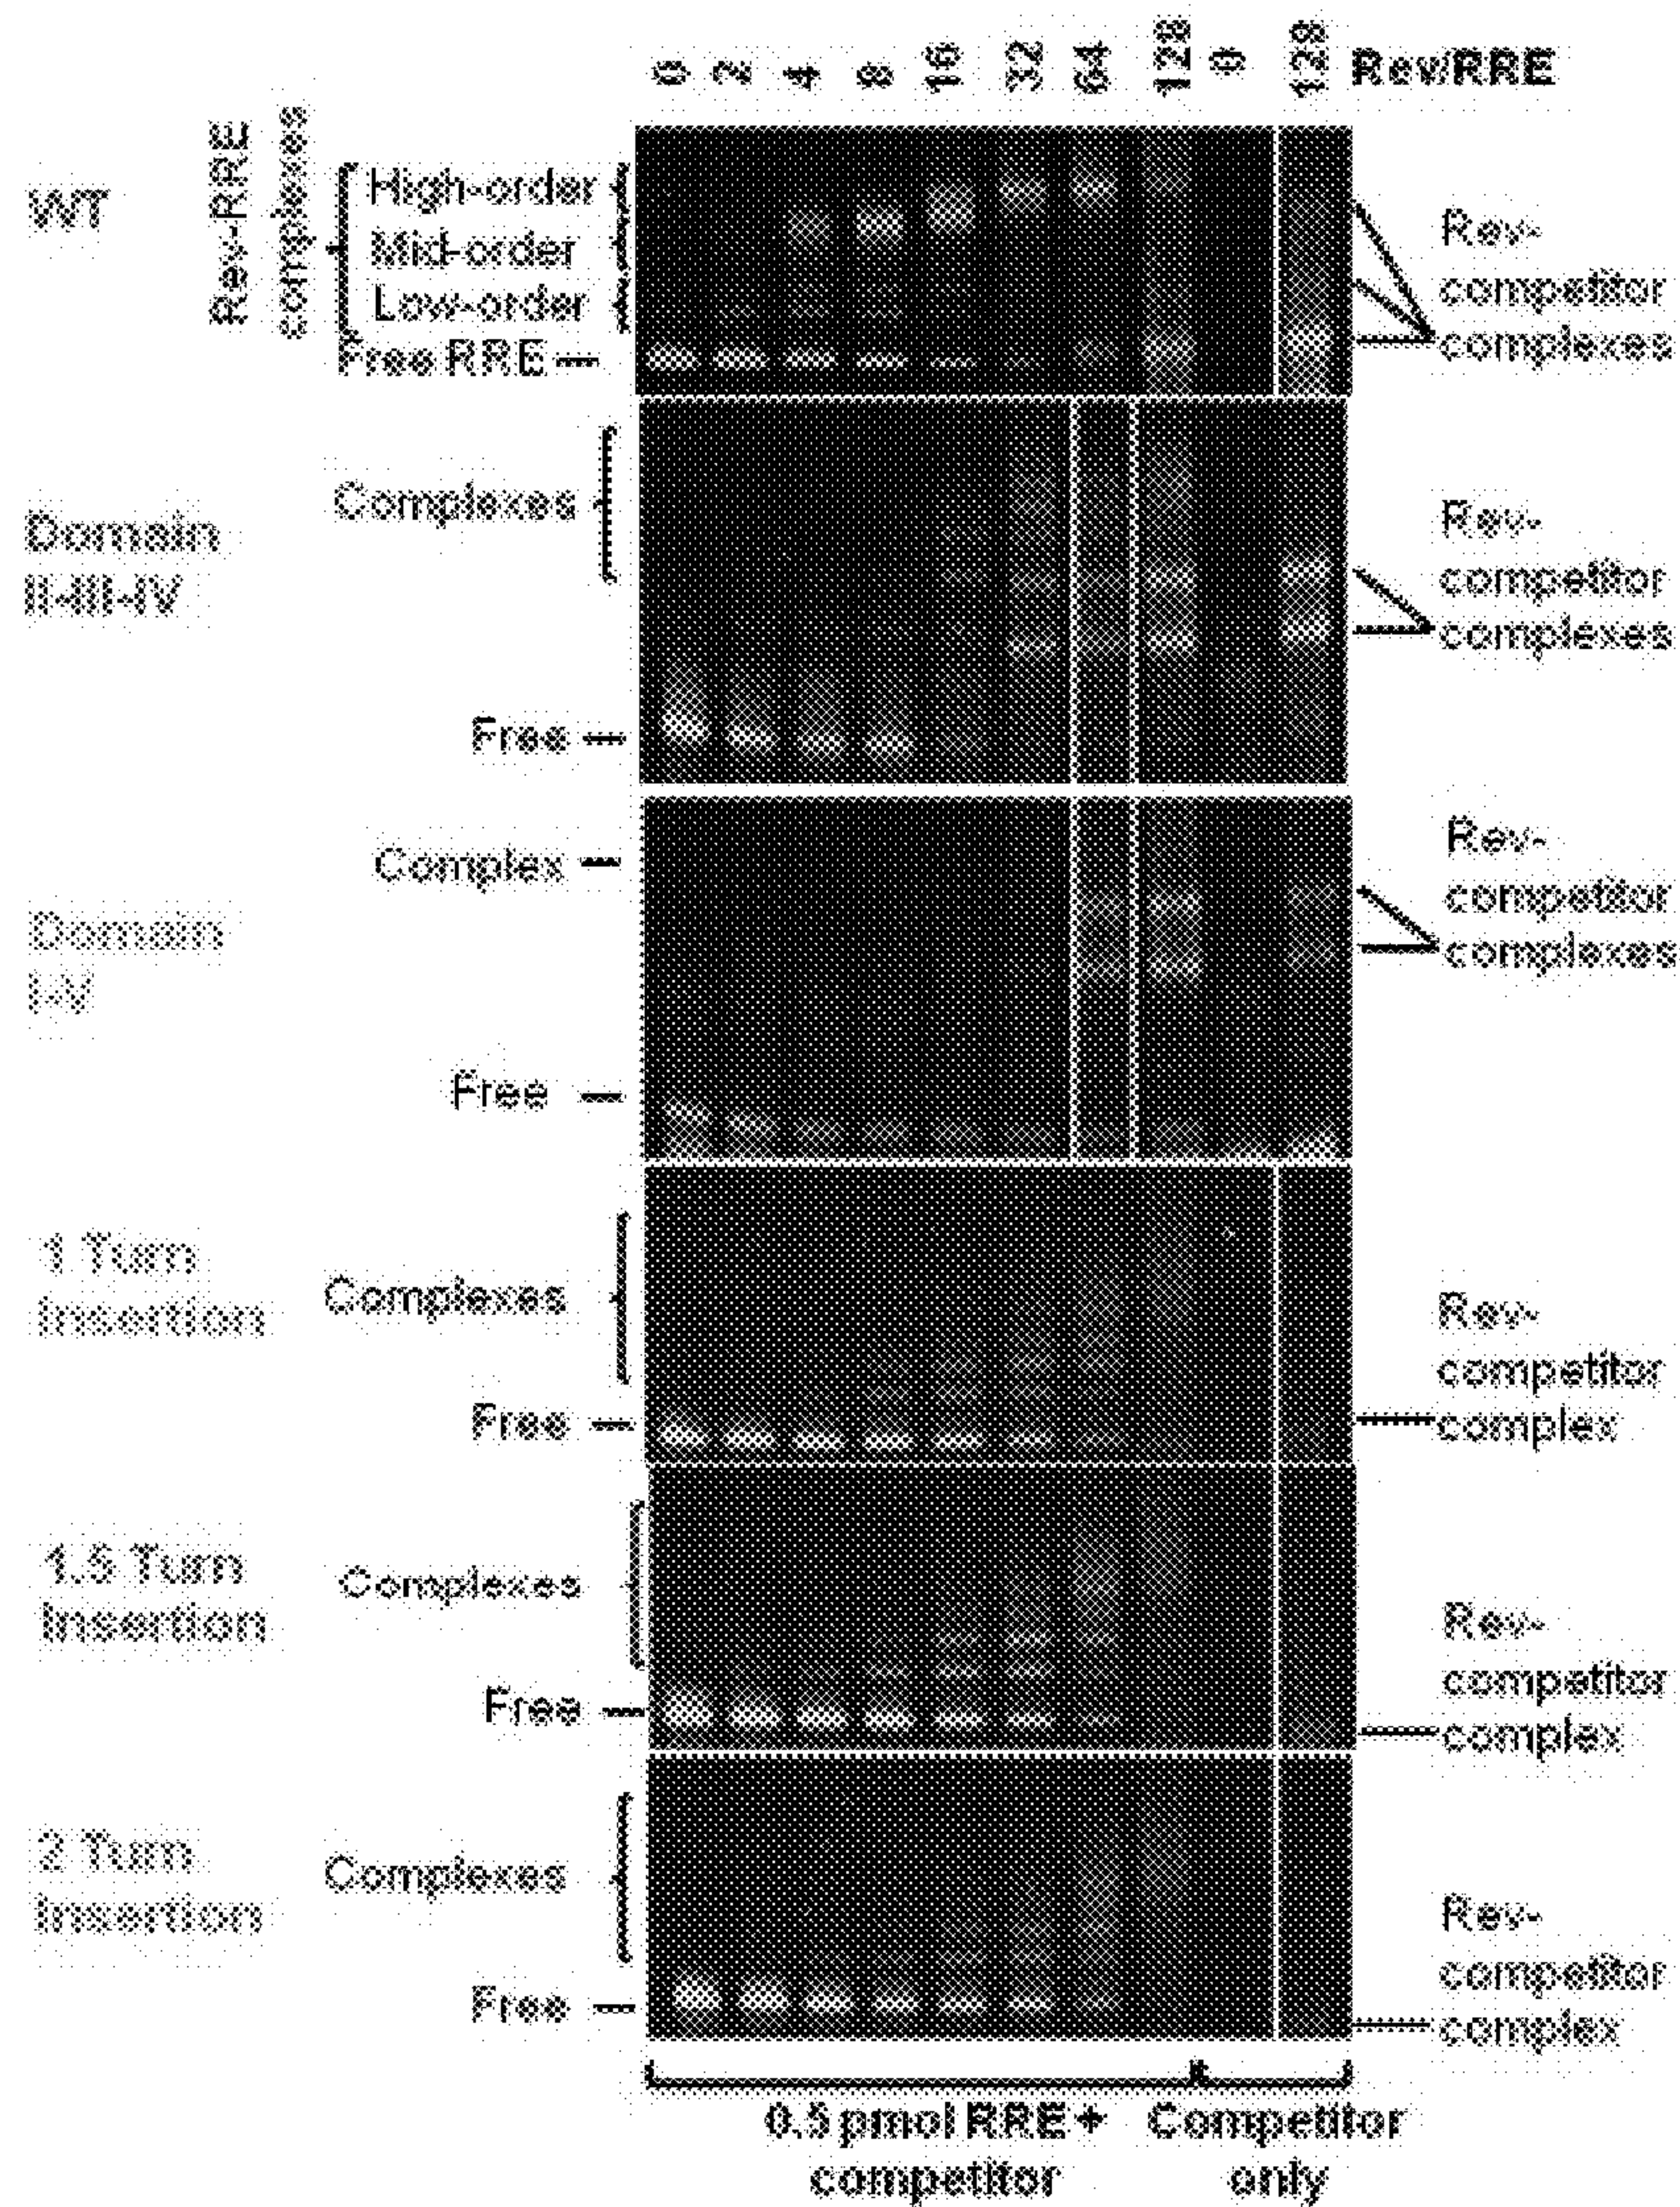 0 2 4 8 16 32 64 128 0 128 Rev/RRE
WT
Rev-RRE
complexes
High-order
Mid-order
Low-order
Free RRE
Rev-
competitor
complexes
Domain
II-III-IV
Complexes
Free
Rev-
competitor
complexes
Domain
I-V
Complex
Free
Rev-
competitor
complexes
1 Turn
Insertion
Complexes
Free
Rev-
competitor
complex
1.5 Turn
Insertion
Complexes
Free
Rev-
competitor
complex
2 Turn
Insertion
Complexes
Free
Rev-
competitor
complex
0.5 pmol RRE +
competitor
Competitor
only